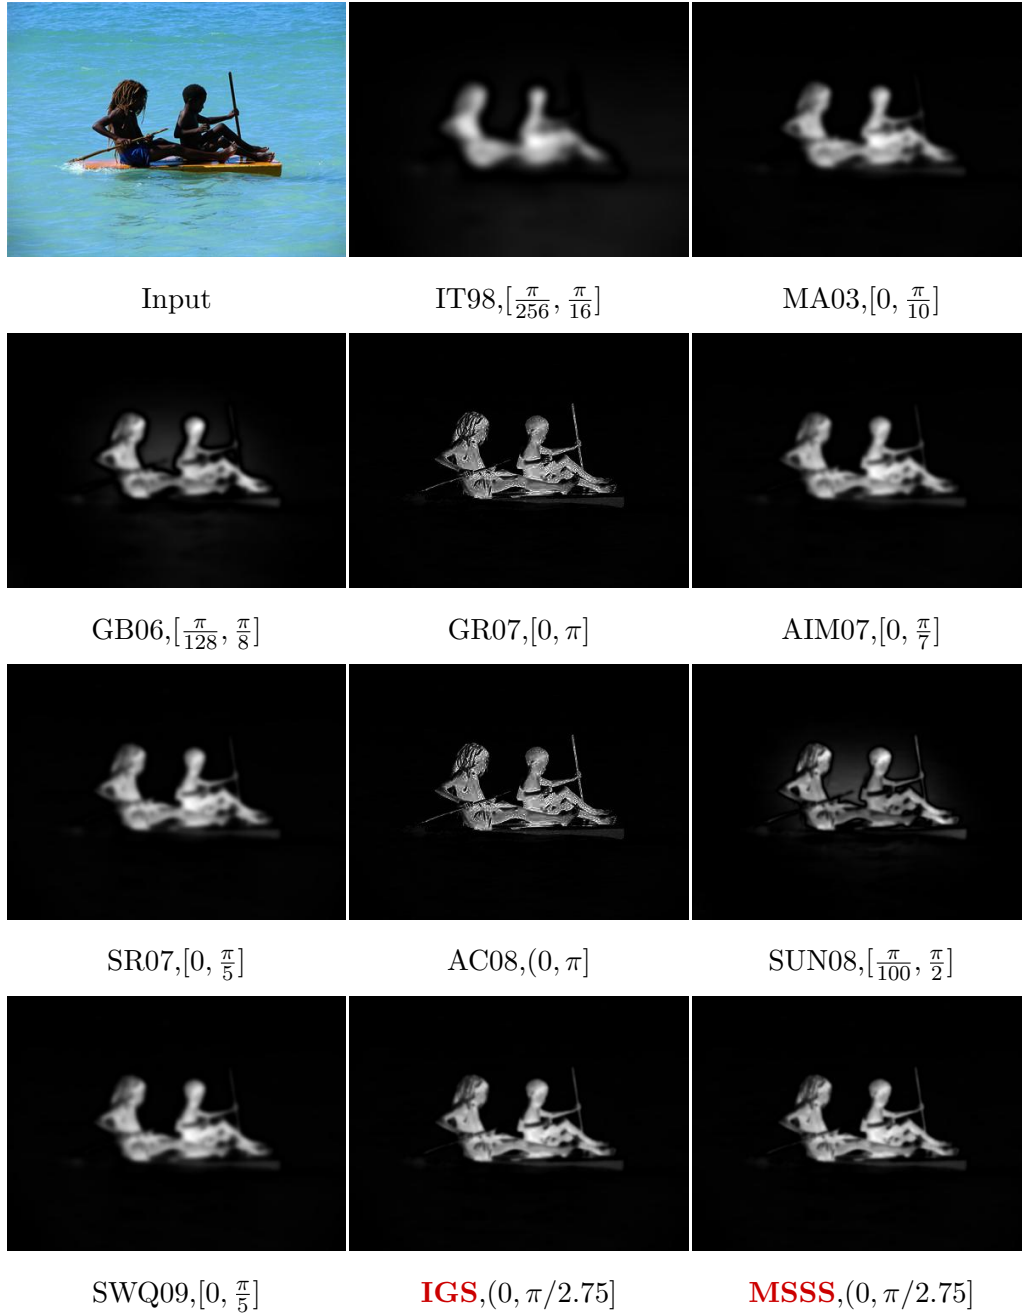 Input
IT98,[π/256, π/16]
MA03,[0, π/10]
GB06,[π/128, π/8]
GR07,[0, π]
AIM07,[0, π/7]
SR07,[0, π/5]
AC08,(0, π]
SUN08,[π/100, π/2]
SWQ09,[0, π/5]
IGS,(0, π/2.75]
MSSS,(0, π/2.75]